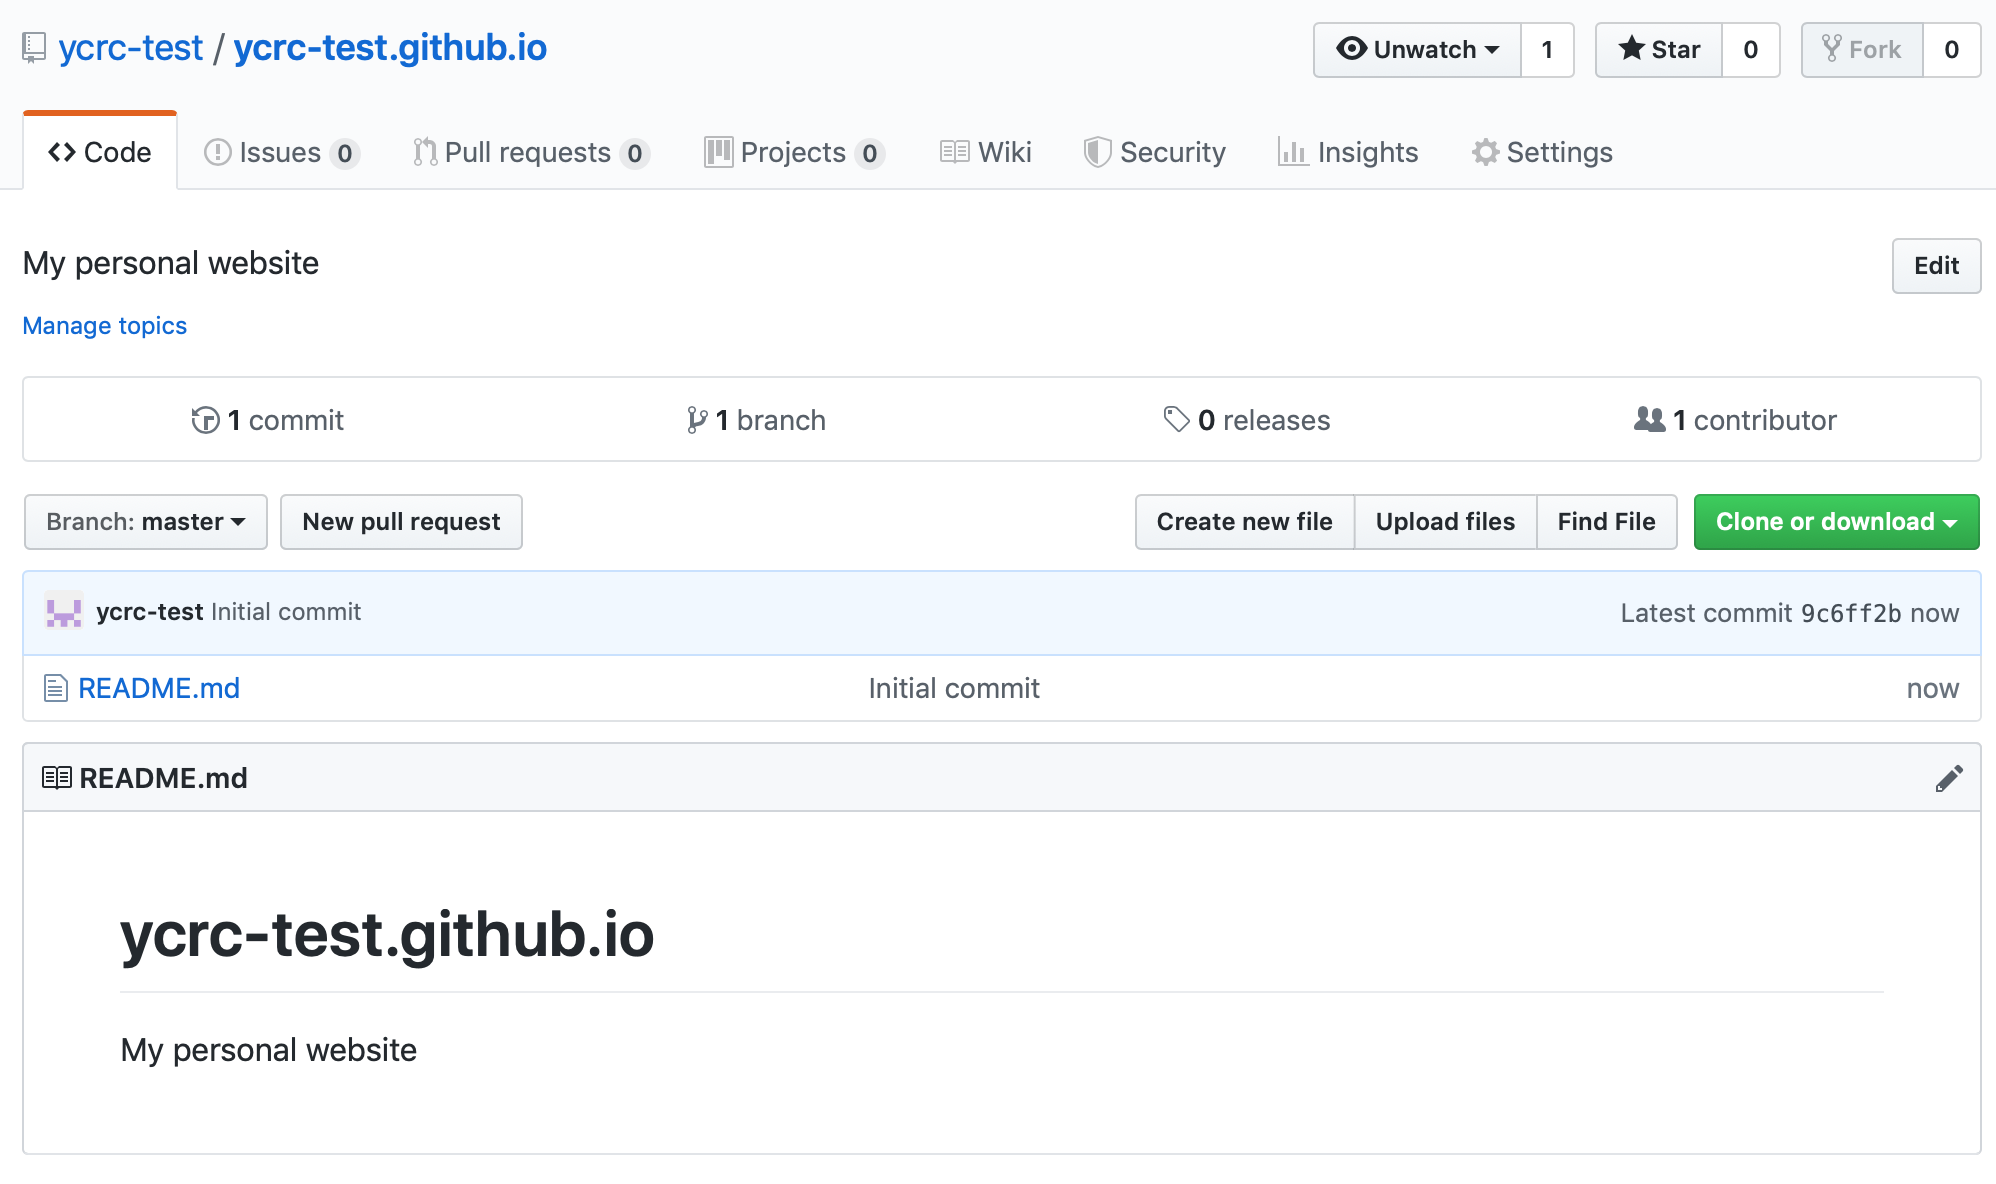 ycrc-test / ycrc-test.github.io Unwatch 1 Star 0 Fork 0
Code Issues 0 Pull requests 0 Projects 0 Wiki Security Insights Settings
My personal website Edit
Manage topics
1 commit 1 branch 0 releases 1 contributor
Branch: master New pull request Create new file Upload files Find File Clone or download
ycrc-test Initial commit Latest commit 9c6ff2b now
README.md Initial commit now
README.md
ycrc-test.github.io
My personal website